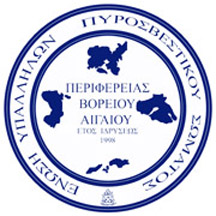 ΕΝΩΣΗ ΥΠΑΛΛΗΛΩΝ ΠΥΡΟΣΒΕΣΤΙΚΟΥ ΣΩΜΑΤΟΣ
ΠΕΡΙΦΕΡΕΙΑΣ
ΒΟΡΕΙΟΥ
ΑΙΓΑΙΟΥ
ΕΤΟΣ ΙΔΡΥΣΕΩΣ
1998